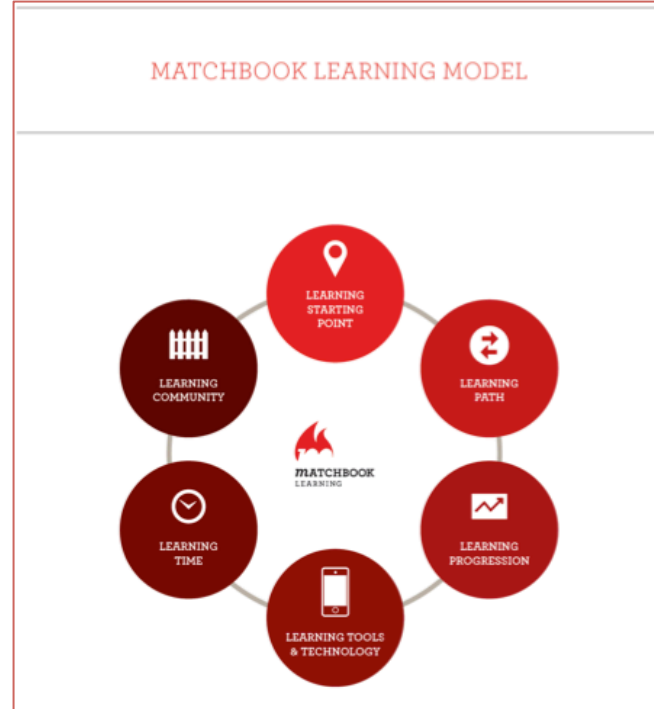 MATCHBOOK LEARNING MODEL
LEARNING
STARTING
POINT
LEARNING
PATH
LEARNING
PROGRESSION
LEARNING TOOLS
& TECHNOLOGY
LEARNING
TIME
LEARNING
COMMUNITY
MATCHBOOK
LEARNING